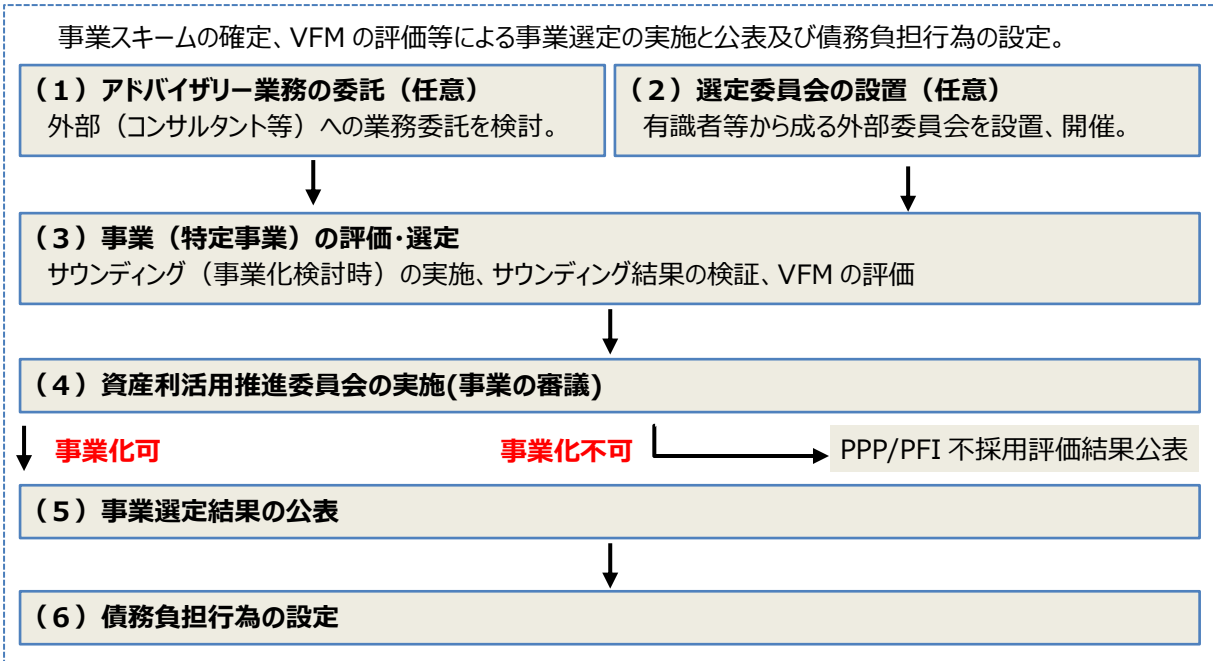 事業スキームの確定、VFM の評価等による事業選定の実施と公表及び債務負担行為の設定。
（１）アドバイザリー業務の委託（任意）
外部（コンサルタント等）への業務委託を検討。
（２）選定委員会の設置（任意）
有識者等から成る外部委員会を設置、開催。
（３）事業（特定事業）の評価・選定
サウンディング（事業化検討時）の実施、サウンディング結果の検証、VFM の評価
（４）資産利活用推進委員会の実施(事業の審議)
事業化可
事業化不可
PPP/PFI 不採用評価結果公表
（５）事業選定結果の公表
（６）債務負担行為の設定